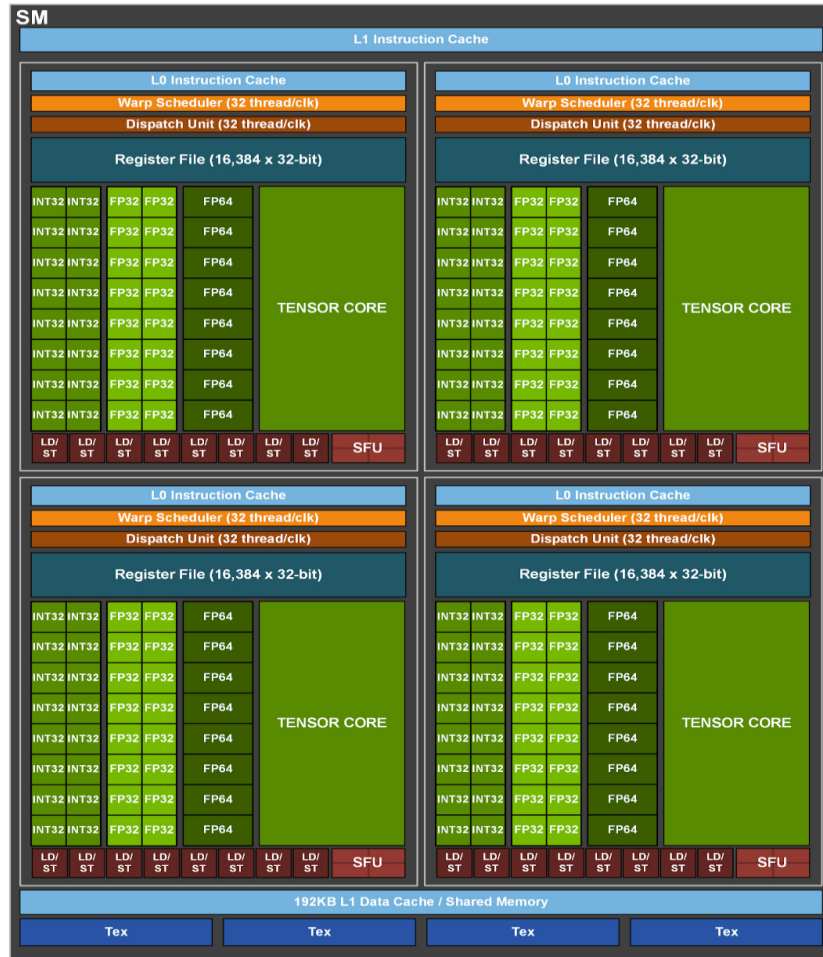 SM
L1 Instruction Cache
L0 Instruction Cache
Warp Scheduler (32 thread/clk)
Dispatch Unit (32 thread/clk)
Register File (16,384 x 32-bit)
INT32 INT32 FP32 FP32 FP64
INT32 INT32 FP32 FP32 FP64
INT32 INT32 FP32 FP32 FP64
INT32 INT32 FP32 FP32 FP64
TENSOR CORE
INT32 INT32 FP32 FP32 FP64
INT32 INT32 FP32 FP32 FP64
INT32 INT32 FP32 FP32 FP64
INT32 INT32 FP32 FP32 FP64
LD/ LD/ LD/ LD/ LD/ LD/ LD/ LD/
ST ST ST ST ST ST ST ST
SFU
L0 Instruction Cache
Warp Scheduler (32 thread/clk)
Dispatch Unit (32 thread/clk)
Register File (16,384 x 32-bit)
INT32 INT32 FP32 FP32 FP64
INT32 INT32 FP32 FP32 FP64
INT32 INT32 FP32 FP32 FP64
INT32 INT32 FP32 FP32 FP64
TENSOR CORE
INT32 INT32 FP32 FP32 FP64
INT32 INT32 FP32 FP32 FP64
INT32 INT32 FP32 FP32 FP64
INT32 INT32 FP32 FP32 FP64
LD/ LD/ LD/ LD/ LD/ LD/ LD/ LD/
ST ST ST ST ST ST ST ST
SFU
L0 Instruction Cache
Warp Scheduler (32 thread/clk)
Dispatch Unit (32 thread/clk)
Register File (16,384 x 32-bit)
INT32 INT32 FP32 FP32 FP64
INT32 INT32 FP32 FP32 FP64
INT32 INT32 FP32 FP32 FP64
INT32 INT32 FP32 FP32 FP64
TENSOR CORE
INT32 INT32 FP32 FP32 FP64
INT32 INT32 FP32 FP32 FP64
INT32 INT32 FP32 FP32 FP64
INT32 INT32 FP32 FP32 FP64
LD/ LD/ LD/ LD/ LD/ LD/ LD/ LD/
ST ST ST ST ST ST ST ST
SFU
L0 Instruction Cache
Warp Scheduler (32 thread/clk)
Dispatch Unit (32 thread/clk)
Register File (16,384 x 32-bit)
INT32 INT32 FP32 FP32 FP64
INT32 INT32 FP32 FP32 FP64
INT32 INT32 FP32 FP32 FP64
INT32 INT32 FP32 FP32 FP64
TENSOR CORE
INT32 INT32 FP32 FP32 FP64
INT32 INT32 FP32 FP32 FP64
INT32 INT32 FP32 FP32 FP64
INT32 INT32 FP32 FP32 FP64
LD/ LD/ LD/ LD/ LD/ LD/ LD/ LD/
ST ST ST ST ST ST ST ST
SFU
192KB L1 Data Cache / Shared Memory
Tex Tex Tex Tex